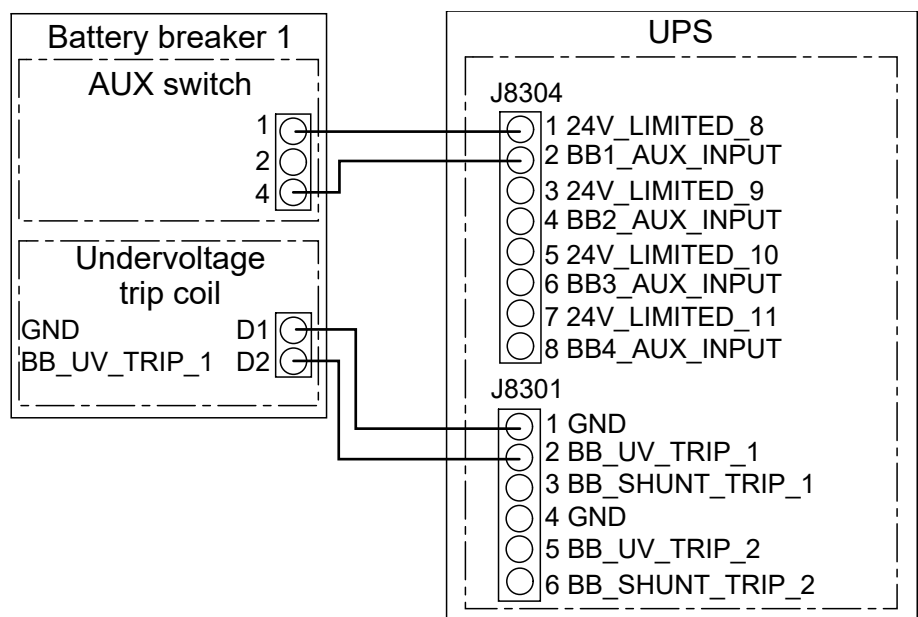 Battery breaker 1
AUX switch
1
2
4
Undervoltage
trip coil
GND D1
BB_UV_TRIP_1 D2
UPS
J8304
1 24V_LIMITED_8
2 BB1_AUX_INPUT
3 24V_LIMITED_9
4 BB2_AUX_INPUT
5 24V_LIMITED_10
6 BB3_AUX_INPUT
7 24V_LIMITED_11
8 BB4_AUX_INPUT
J8301
1 GND
2 BB_UV_TRIP_1
3 BB_SHUNT_TRIP_1
4 GND
5 BB_UV_TRIP_2
6 BB_SHUNT_TRIP_2